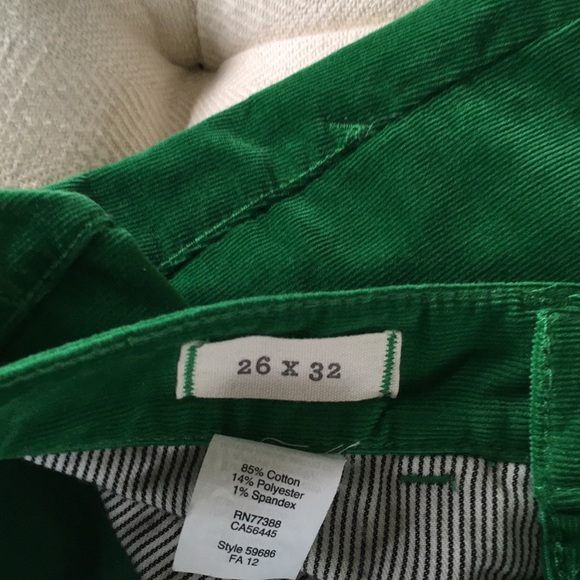 26 X 32
85% Cotton
14% Polyester
1% Spandex
RN77388
CA56445
Style 59686
FA 12